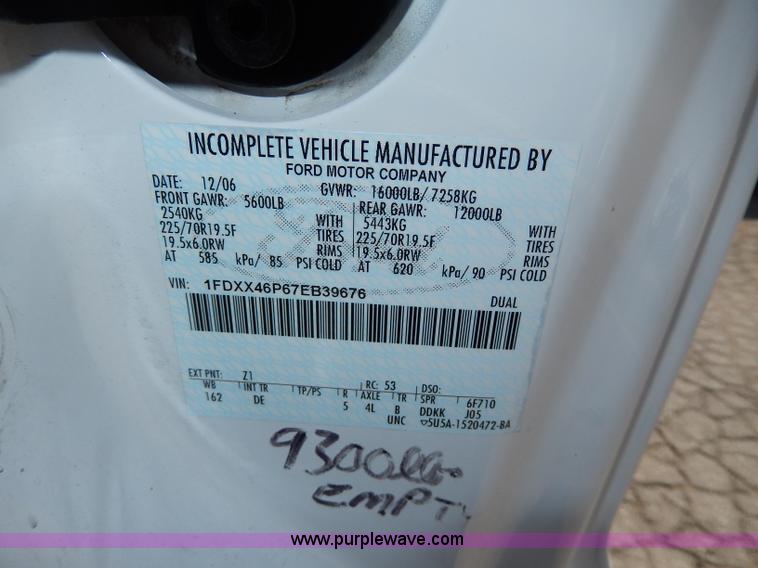 INCOMPLETE VEHICLE MANUFACTURED BY
FORD MOTOR COMPANY
DATE: 12/06 GVWR: 16000LB/ 7258KG
FRONT GAWR: 5600LB REAR GAWR: 12000LB
2540KG WITH 5443KG WITH
225/70R19.5F TIRES 225/70R19.5F TIRES
19.5x6.0RW RIMS 19.5x6.0RW RIMS
AT 585 kPa/ 85 PSI COLD AT 620 kPa/ 90 PSI COLD
VIN: 1FDXX46P67EB39676 DUAL
EXT PNT: Z1 RC: 53 DSO:
WB INT TR TP/PS R AXLE TR SPR 6F710
162 DE 5 4L B DDKK J05
UNC ▽5U5A-1520472-BA
9300lbs
EMPTY
www.purplewave.com